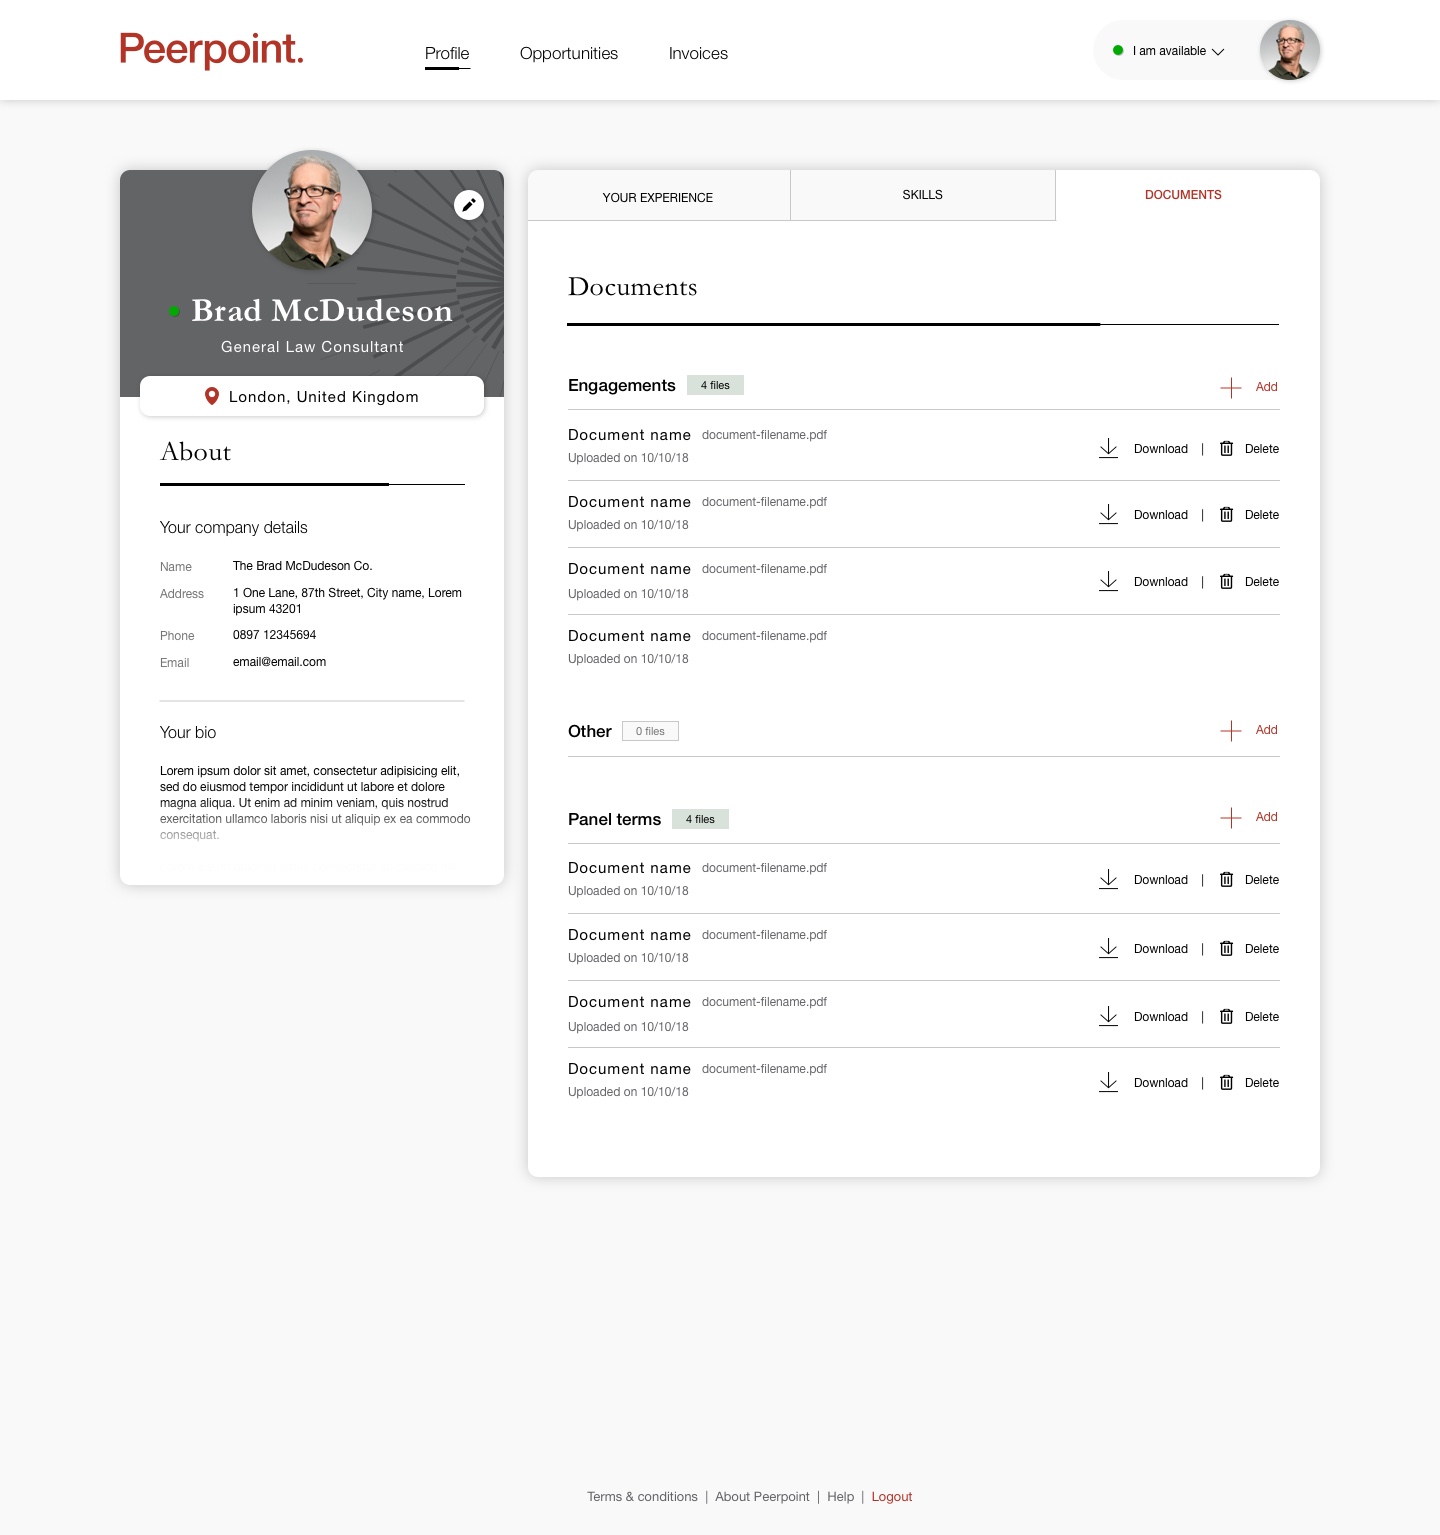 Peerpoint.
Profile
Opportunities
Invoices
I am available
Brad McDudeson
General Law Consultant
London, United Kingdom
About
Your company details
Name The Brad McDudeson Co.
Address 1 One Lane, 87th Street, City name, Lorem
ipsum 43201
Phone 0897 12345694
Email email@email.com
Your bio
Lorem ipsum dolor sit amet, consectetur adipisicing elit,
sed do eiusmod tempor incididunt ut labore et dolore
magna aliqua. Ut enim ad minim veniam, quis nostrud
exercitation ullamco laboris nisi ut aliquip ex ea commodo
consequat.
YOUR EXPERIENCE
SKILLS
DOCUMENTS
Documents
Engagements 4 files Add
Document name document-filename.pdf
Uploaded on 10/10/18
Download | Delete
Document name document-filename.pdf
Uploaded on 10/10/18
Download | Delete
Document name document-filename.pdf
Uploaded on 10/10/18
Download | Delete
Document name document-filename.pdf
Uploaded on 10/10/18
Other 0 files Add
Panel terms 4 files Add
Document name document-filename.pdf
Uploaded on 10/10/18
Download | Delete
Document name document-filename.pdf
Uploaded on 10/10/18
Download | Delete
Document name document-filename.pdf
Uploaded on 10/10/18
Download | Delete
Document name document-filename.pdf
Uploaded on 10/10/18
Download | Delete
Terms & conditions | About Peerpoint | Help | Logout